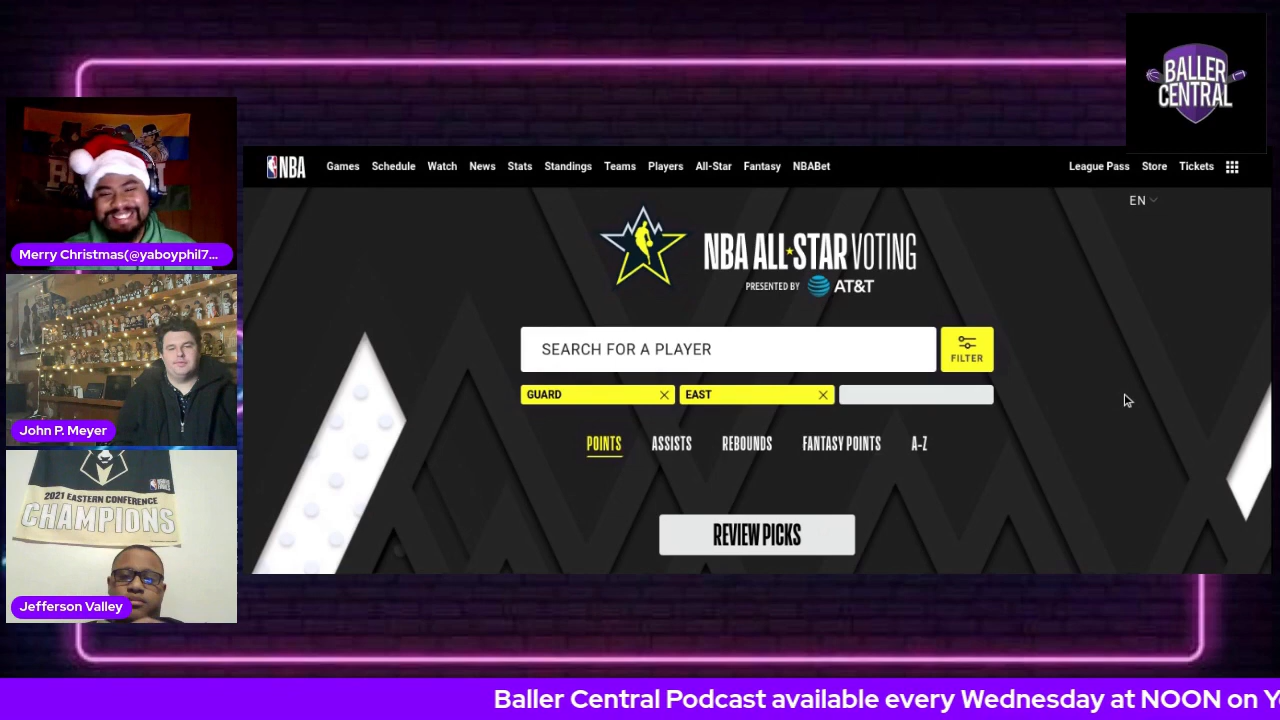 BALLER
CENTRAL
NBA Games Schedule Watch News Stats Standings Teams Players All-Star Fantasy NBABet League Pass Store Tickets
EN
NBA ALL★STAR VOTING
PRESENTED BY AT&T
SEARCH FOR A PLAYER
FILTER
GUARD EAST
POINTS ASSISTS REBOUNDS FANTASY POINTS A-Z
REVIEW PICKS
Merry Christmas(@yaboyphil7...
John P. Meyer
2021 EASTERN CONFERENCE
CHAMPIONS
Jefferson Valley
Baller Central Podcast available every Wednesday at NOON on Y